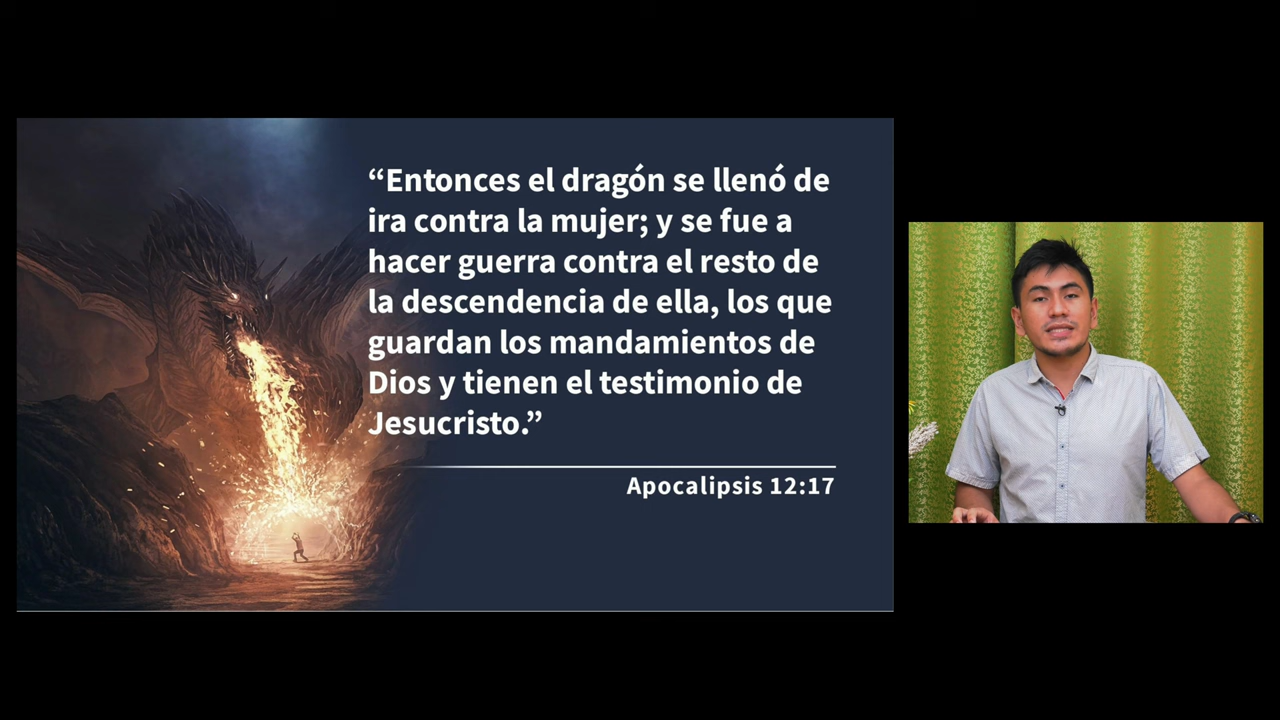 “Entonces el dragón se llenó de
ira contra la mujer; y se fue a
hacer guerra contra el resto de
la descendencia de ella, los que
guardan los mandamientos de
Dios y tienen el testimonio de
Jesucristo.”
Apocalipsis 12:17